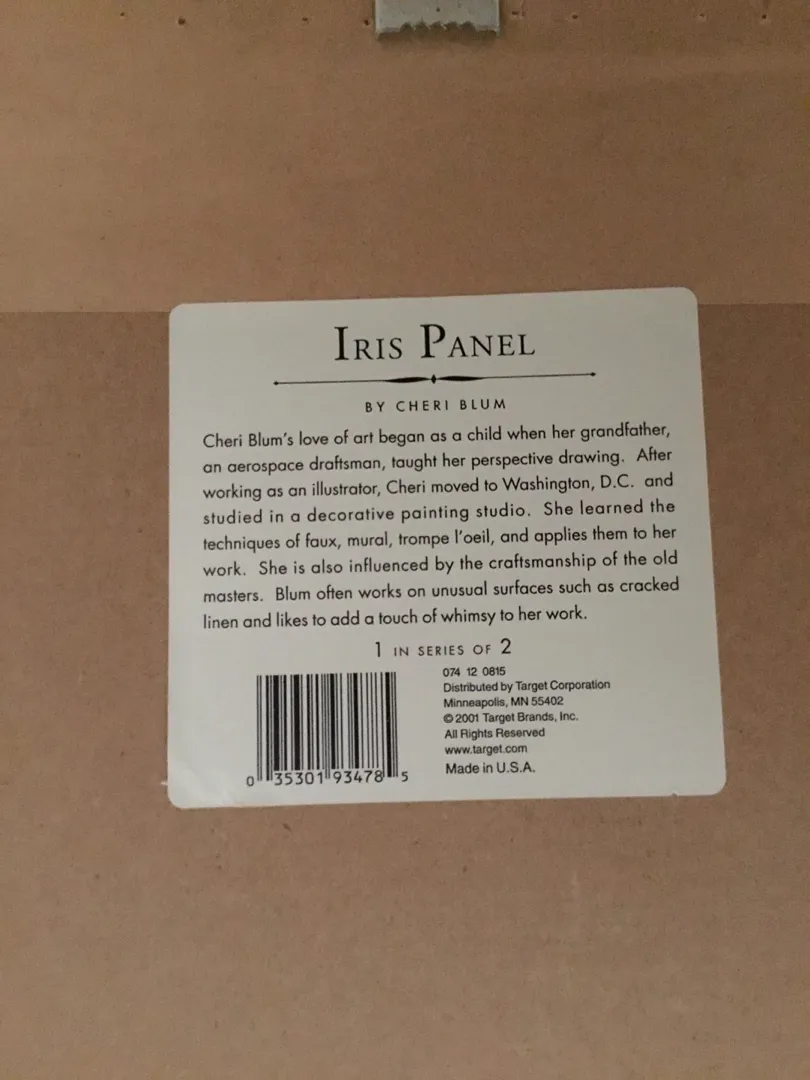 IRIS PANEL
BY CHERI BLUM
Cheri Blum's love of art began as a child when her grandfather,
an aerospace draftsman, taught her perspective drawing. After
working as an illustrator, Cheri moved to Washington, D.C. and
studied in a decorative painting studio. She learned the
techniques of faux, mural, trompe l'oeil, and applies them to her
work. She is also influenced by the craftsmanship of the old
masters. Blum often works on unusual surfaces such as cracked
linen and likes to add a touch of whimsy to her work.
1 IN SERIES OF 2
074 12 0815
Distributed by Target Corporation
Minneapolis, MN 55402
© 2001 Target Brands, Inc.
All Rights Reserved
www.target.com
Made in U.S.A.
0 35301 93478 5